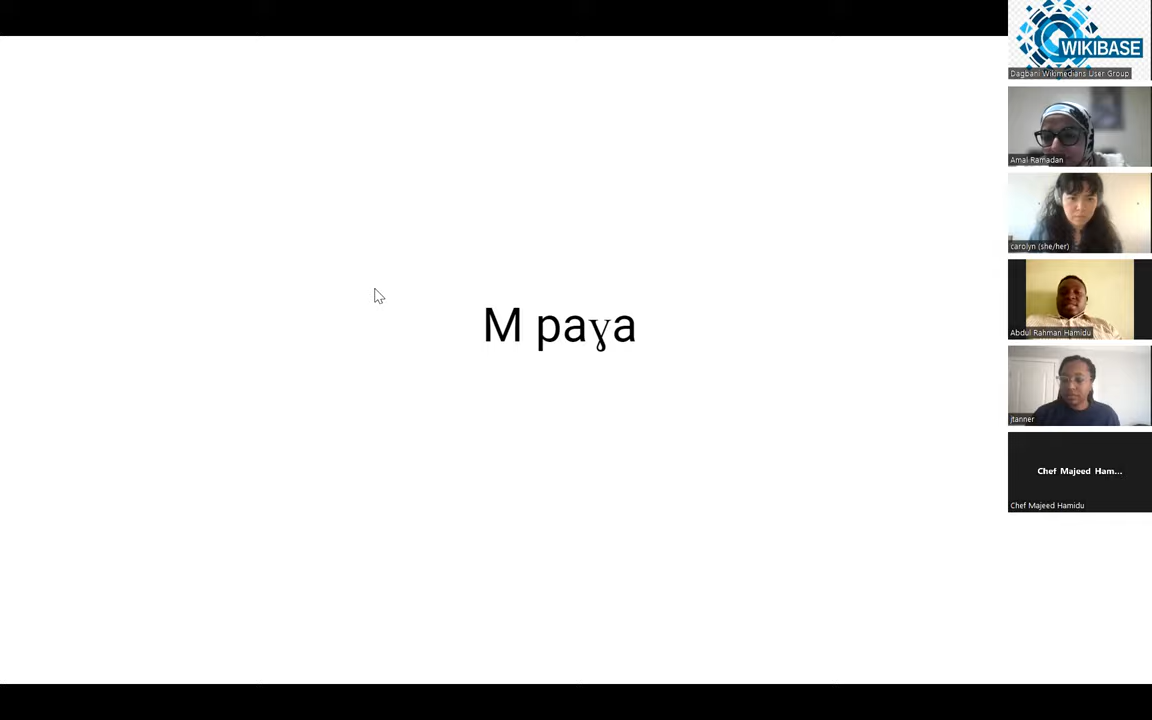 WIKIBASE
Dagbani Wikimedians User Group
Amal Ramadan
carolyn (she/her)
M paɣa
Abdul Rahman Hamidu
jtanner
Chef Majeed Ham...
Chef Majeed Hamidu